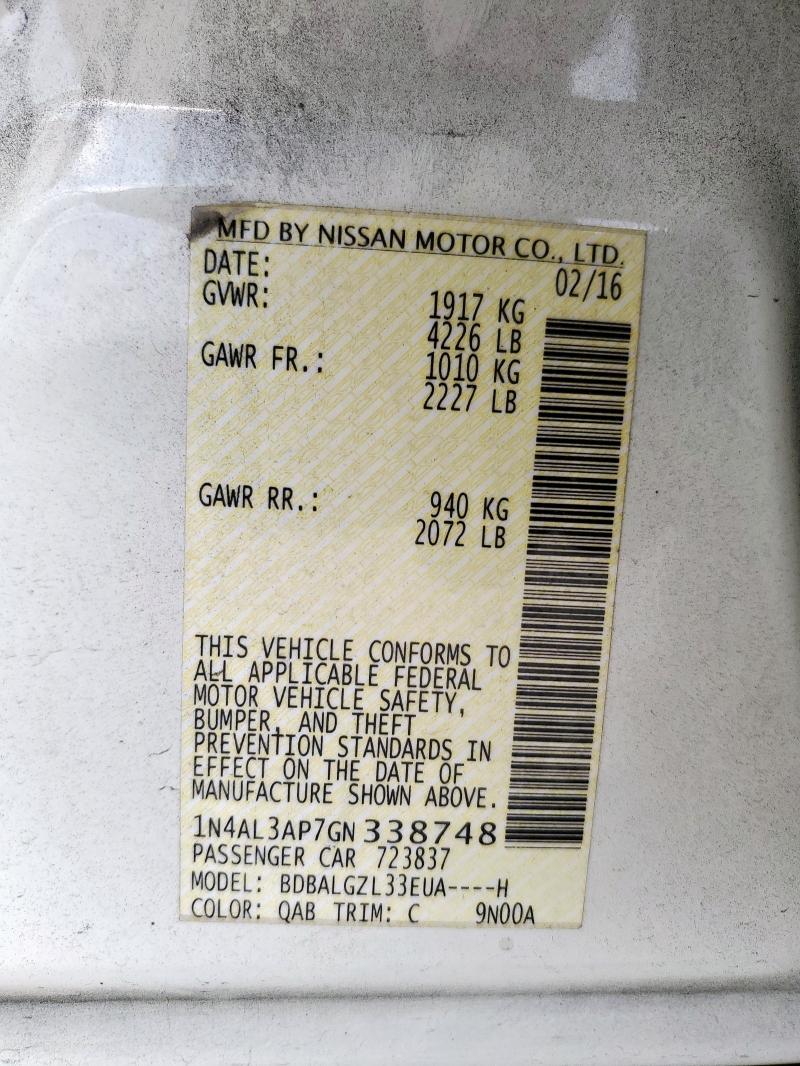 MFD BY NISSAN MOTOR CO., LTD.
DATE: 02/16
GVWR: 1917 KG
4226 LB
GAWR FR.: 1010 KG
2227 LB
GAWR RR.: 940 KG
2072 LB
THIS VEHICLE CONFORMS TO
ALL APPLICABLE FEDERAL
MOTOR VEHICLE SAFETY,
BUMPER, AND THEFT
PREVENTION STANDARDS IN
EFFECT ON THE DATE OF
MANUFACTURE SHOWN ABOVE.
1N4AL3AP7GN338748
PASSENGER CAR 723837
MODEL: BDBALGZL33EUA----H
COLOR: QAB TRIM: C 9N00A